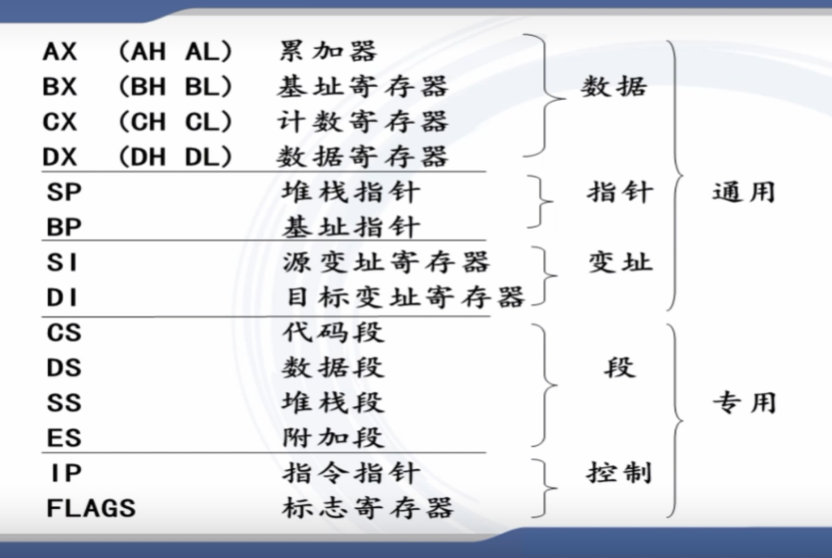 AX (AH AL) 累加器
BX (BH BL) 基址寄存器 数据
CX (CH CL) 计数寄存器
DX (DH DL) 数据寄存器
SP 堆栈指针 指针 通用
BP 基址指针
SI 源变址寄存器 变址
DI 目标变址寄存器
CS 代码段
DS 数据段 段
SS 堆栈段 专用
ES 附加段
IP 指令指针 控制
FLAGS 标志寄存器